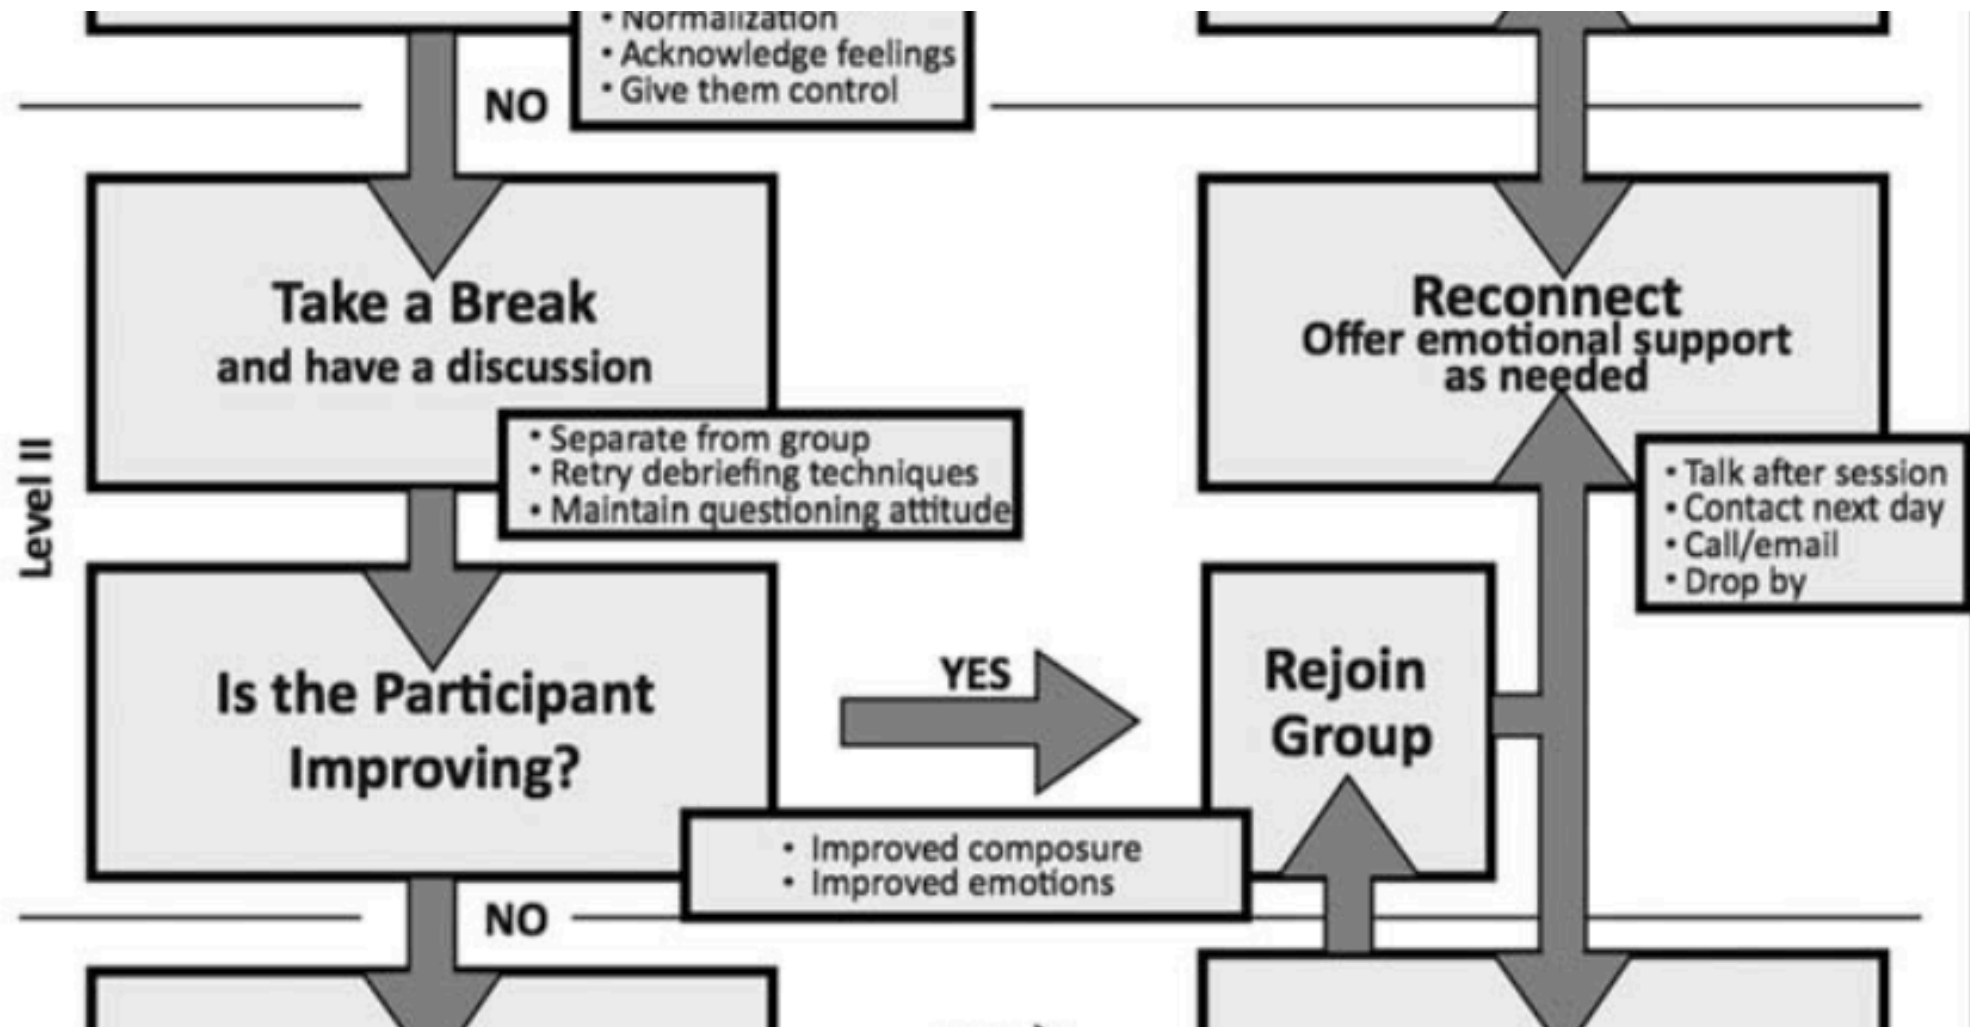 • Normalization
• Acknowledge feelings
• Give them control
NO
Take a Break
and have a discussion
• Separate from group
• Retry debriefing techniques
• Maintain questioning attitude
Reconnect
Offer emotional support
as needed
• Talk after session
• Contact next day
• Call/email
• Drop by
Level II
Is the Participant
Improving?
YES
Rejoin
Group
• Improved composure
• Improved emotions
NO